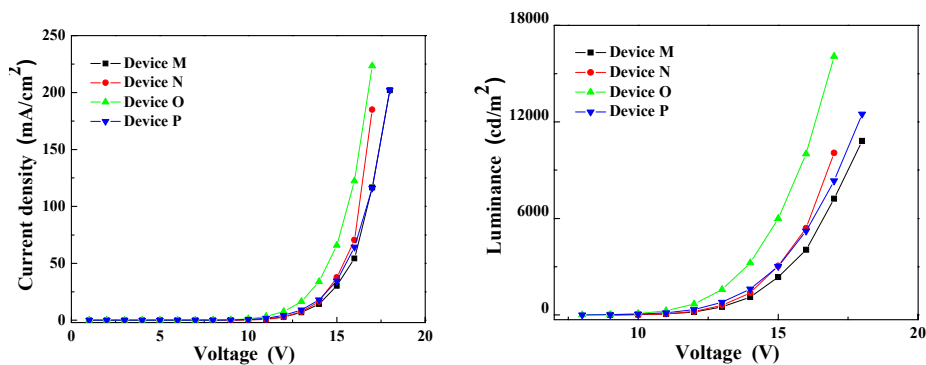 250
200
150
100
50
0
Current density (mA/cm²)
Device M
Device N
Device O
Device P
0 5 10 15 20
Voltage (V)
18000
12000
6000
0
Luminance (cd/m²)
Device M
Device N
Device O
Device P
10 15 20
Voltage (V)